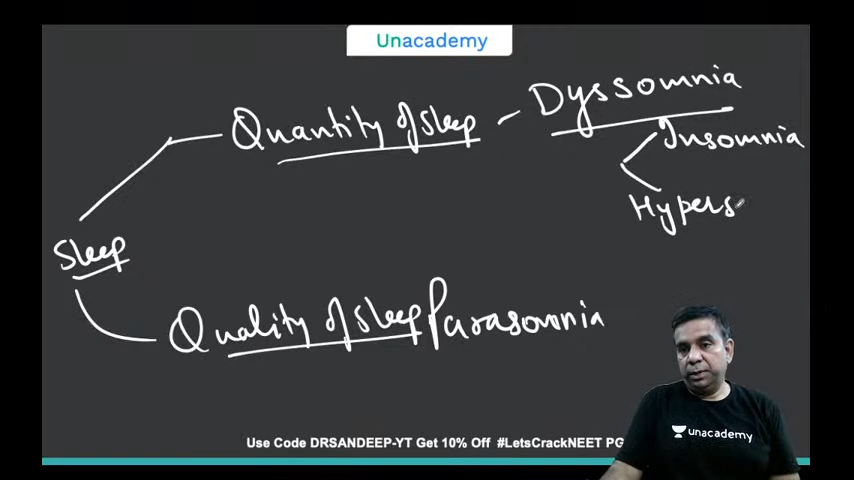 Unacademy
Quantity of sleep - Dyssomnia
Insomnia
Hypers
Sleep
Quality of sleep Parasomnia
unacademy
Use Code DRSANDEEP-YT Get 10% Off #LetsCrackNEET PG